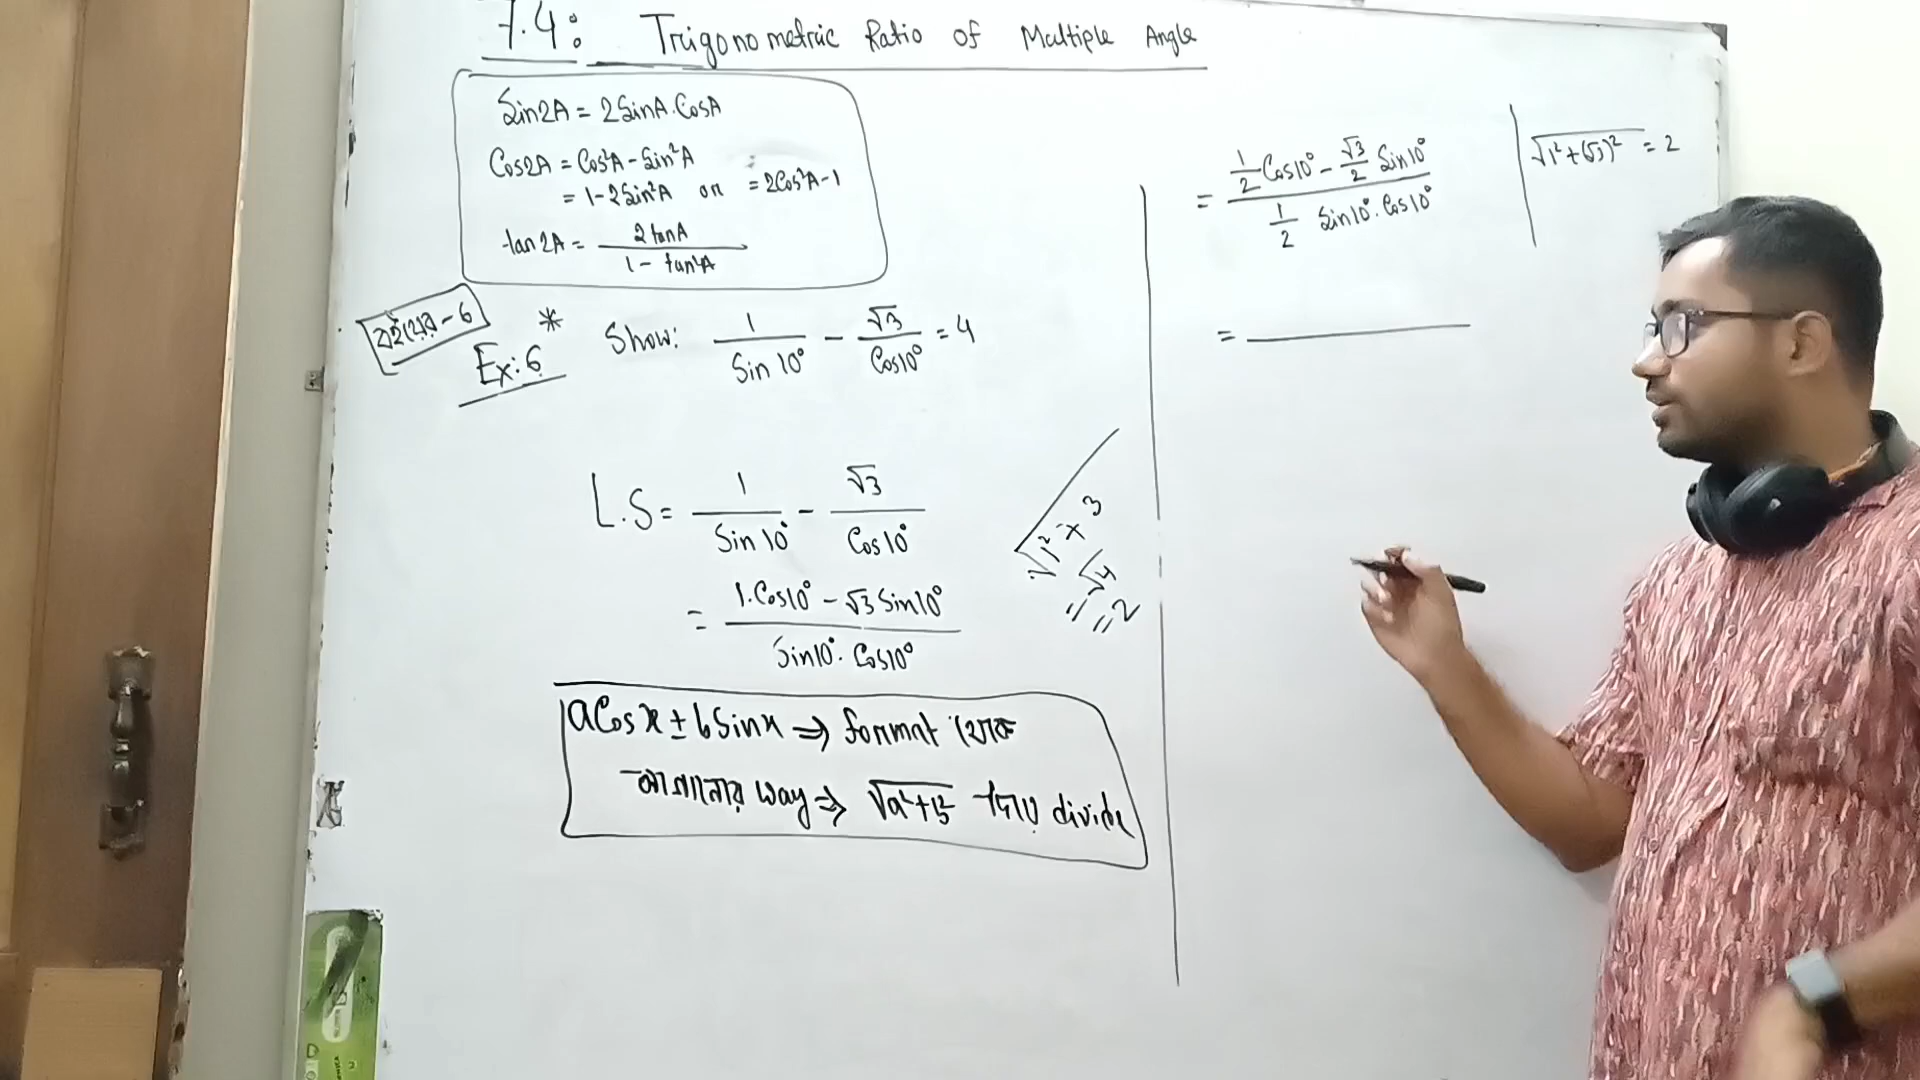 7.4: Trigonometric Ratio of Multiple Angle
Sin2A = 2SinA.CosA
Cos2A = Cos²A - Sin²A
= 1-2Sin²A or = 2Cos²A-1
tan2A = 2tanA / 1 - tan²A
বইয়ের - 6
Ex: 6 * Show: 1/Sin10° - √3/Cos10° = 4
L.S = 1/Sin10° - √3/Cos10°
= 1.Cos10° - √3 Sin10° / Sin10°. Cos10°
aCosx ± bSinx ⇒ format থেকে
way ⇒ √a²+b² দিয়ে divide
√1²+3
= √4
= 2
= 1/2 Cos10° - √3/2 Sin10° / 1/2 Sin10°. Cos10°
√1²+(√3)² = 2
=